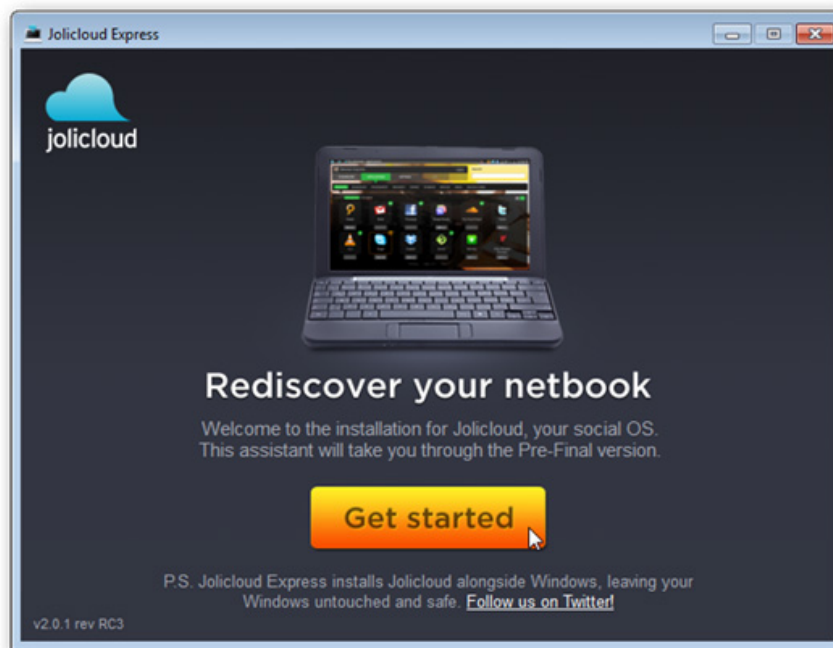 Jolicloud Express
jolicloud
Rediscover your netbook
Welcome to the installation for Jolicloud, your social OS.
This assistant will take you through the Pre-Final version.
Get started
P.S. Jolicloud Express installs Jolicloud alongside Windows, leaving your
Windows untouched and safe. Follow us on Twitter!
v2.0.1 rev RC3